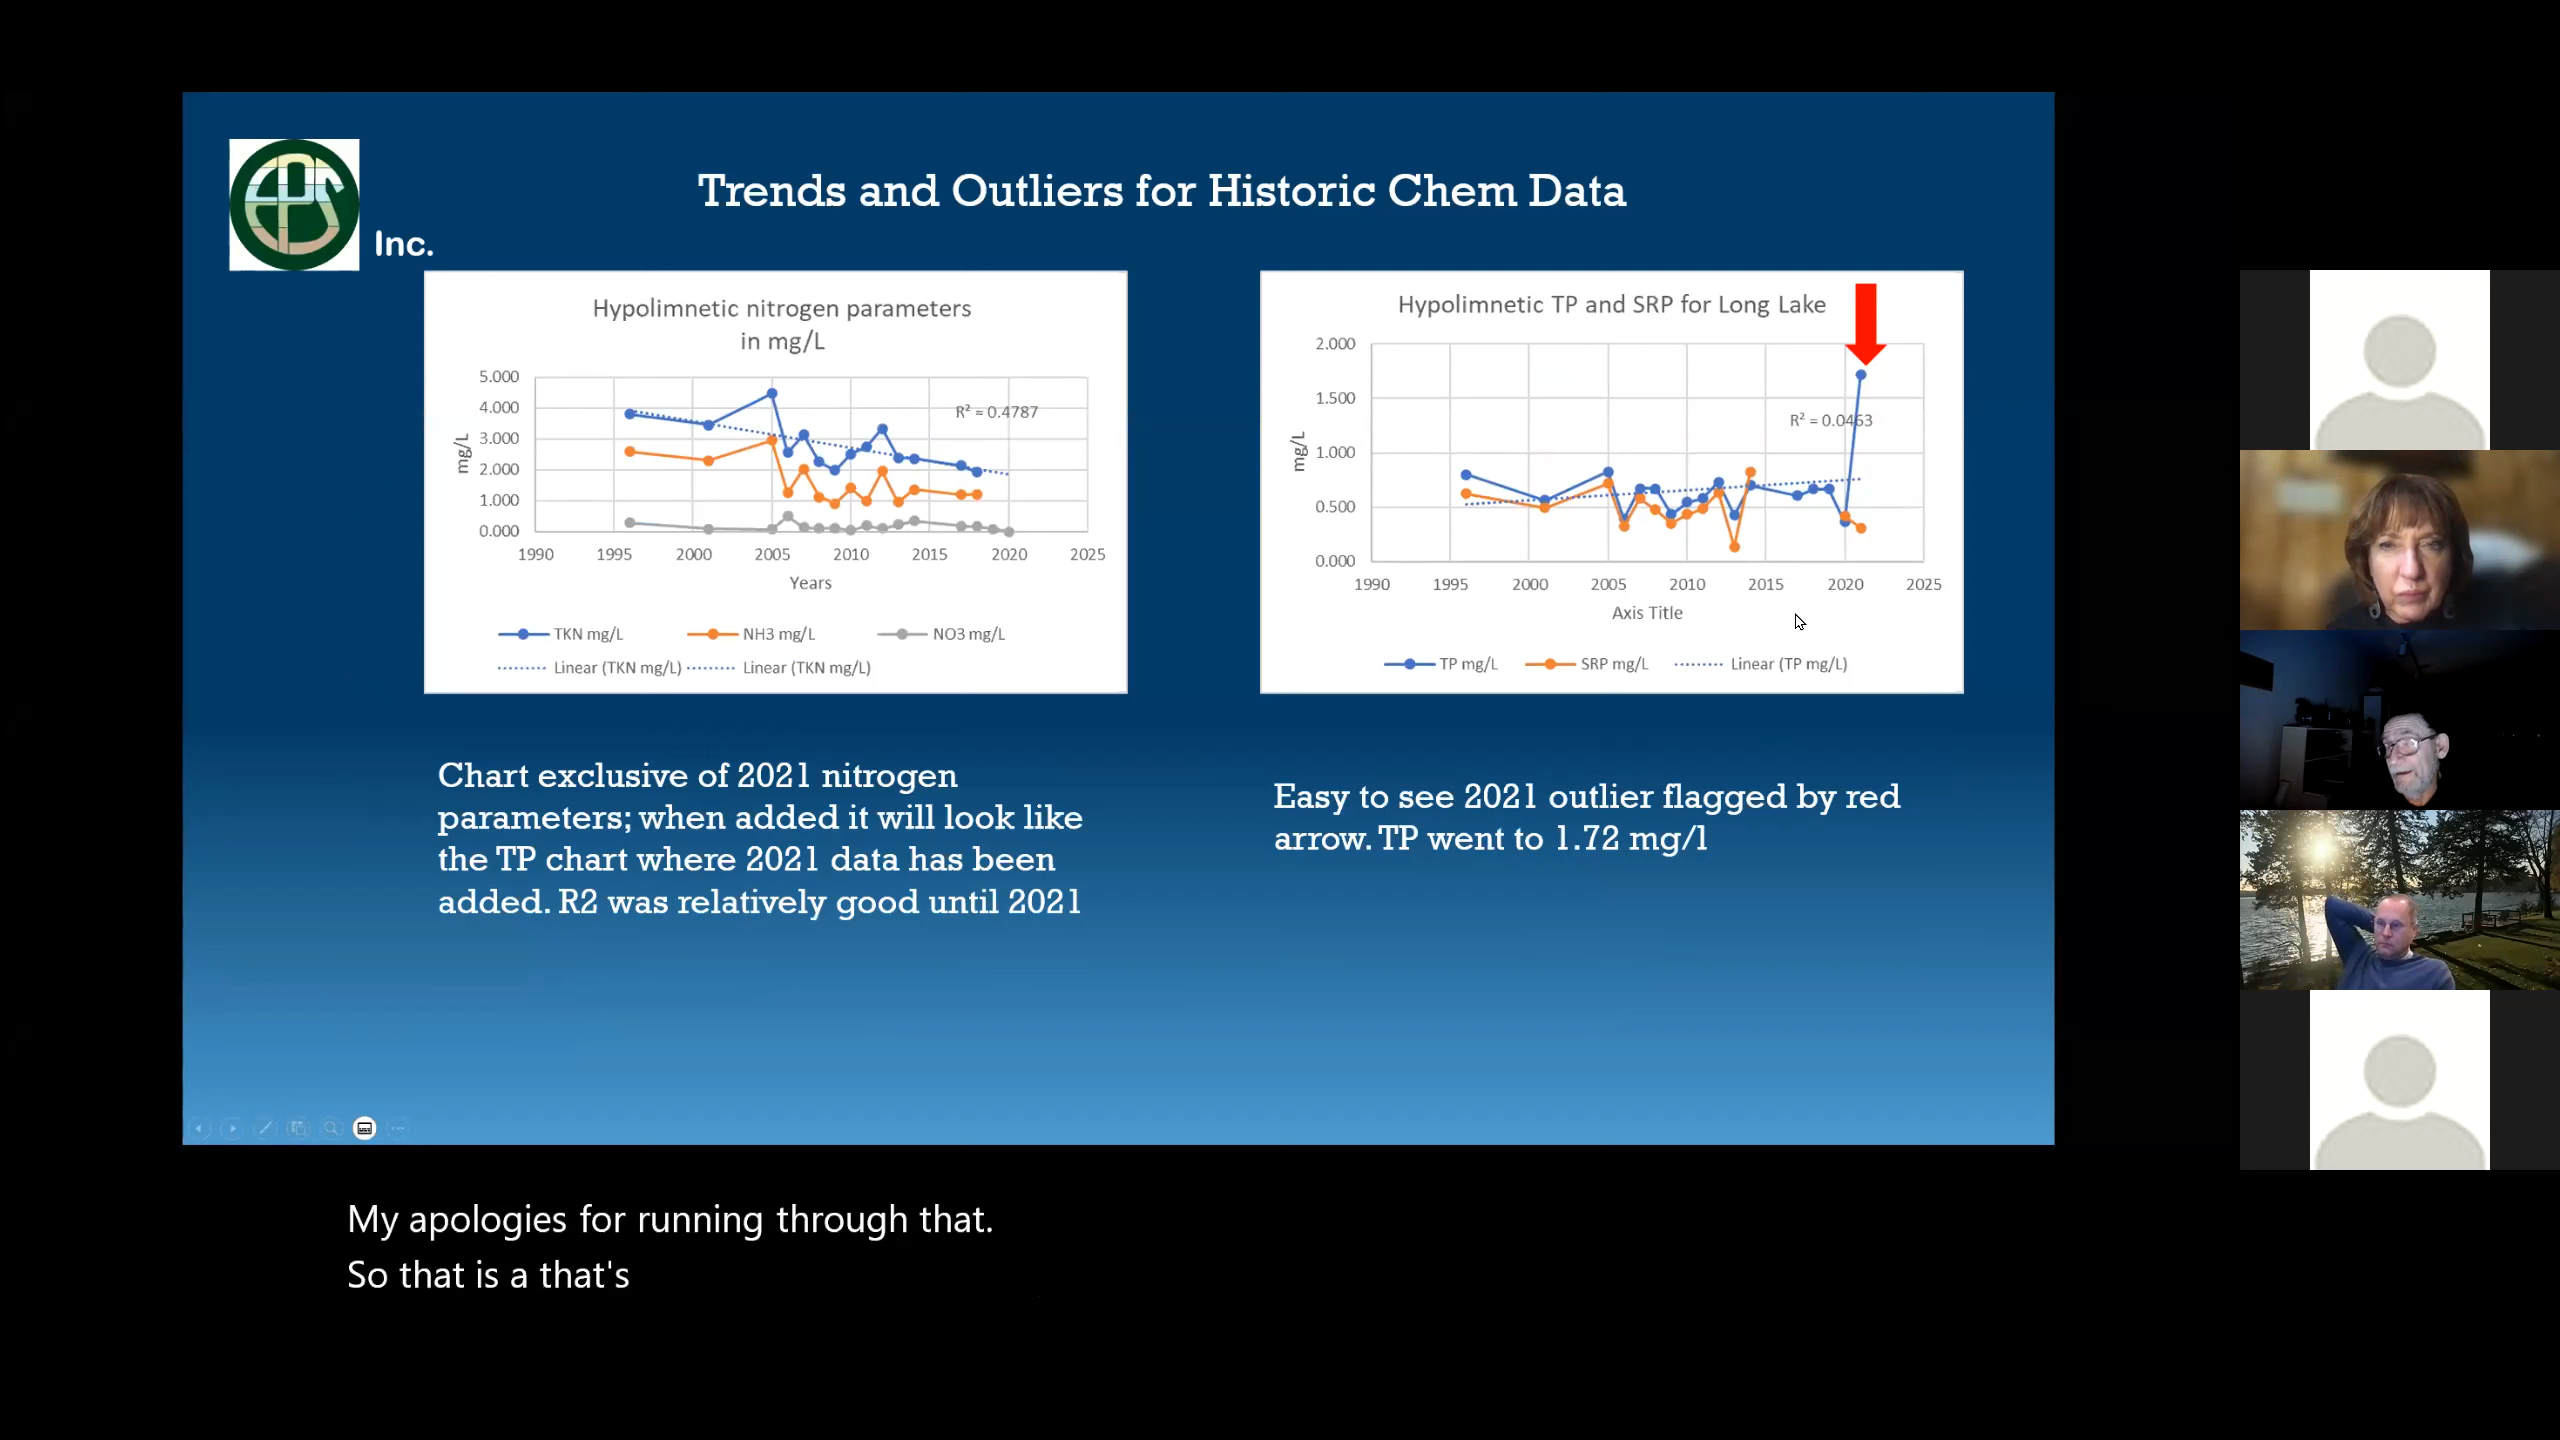 EPS
Inc.
Trends and Outliers for Historic Chem Data
Hypolimnetic nitrogen parameters
in mg/L
5.000
4.000
3.000
2.000
1.000
0.000
mg/L
R² = 0.4787
1990 1995 2000 2005 2010 2015 2020 2025
Years
TKN mg/L NH3 mg/L NO3 mg/L
Linear (TKN mg/L) Linear (TKN mg/L)
Hypolimnetic TP and SRP for Long Lake
2.000
1.500
1.000
0.500
0.000
mg/L
R² = 0.0463
1990 1995 2000 2005 2010 2015 2020 2025
Axis Title
TP mg/L SRP mg/L Linear (TP mg/L)
Chart exclusive of 2021 nitrogen
parameters; when added it will look like
the TP chart where 2021 data has been
added. R2 was relatively good until 2021
Easy to see 2021 outlier flagged by red
arrow. TP went to 1.72 mg/l
My apologies for running through that.
So that is a that's